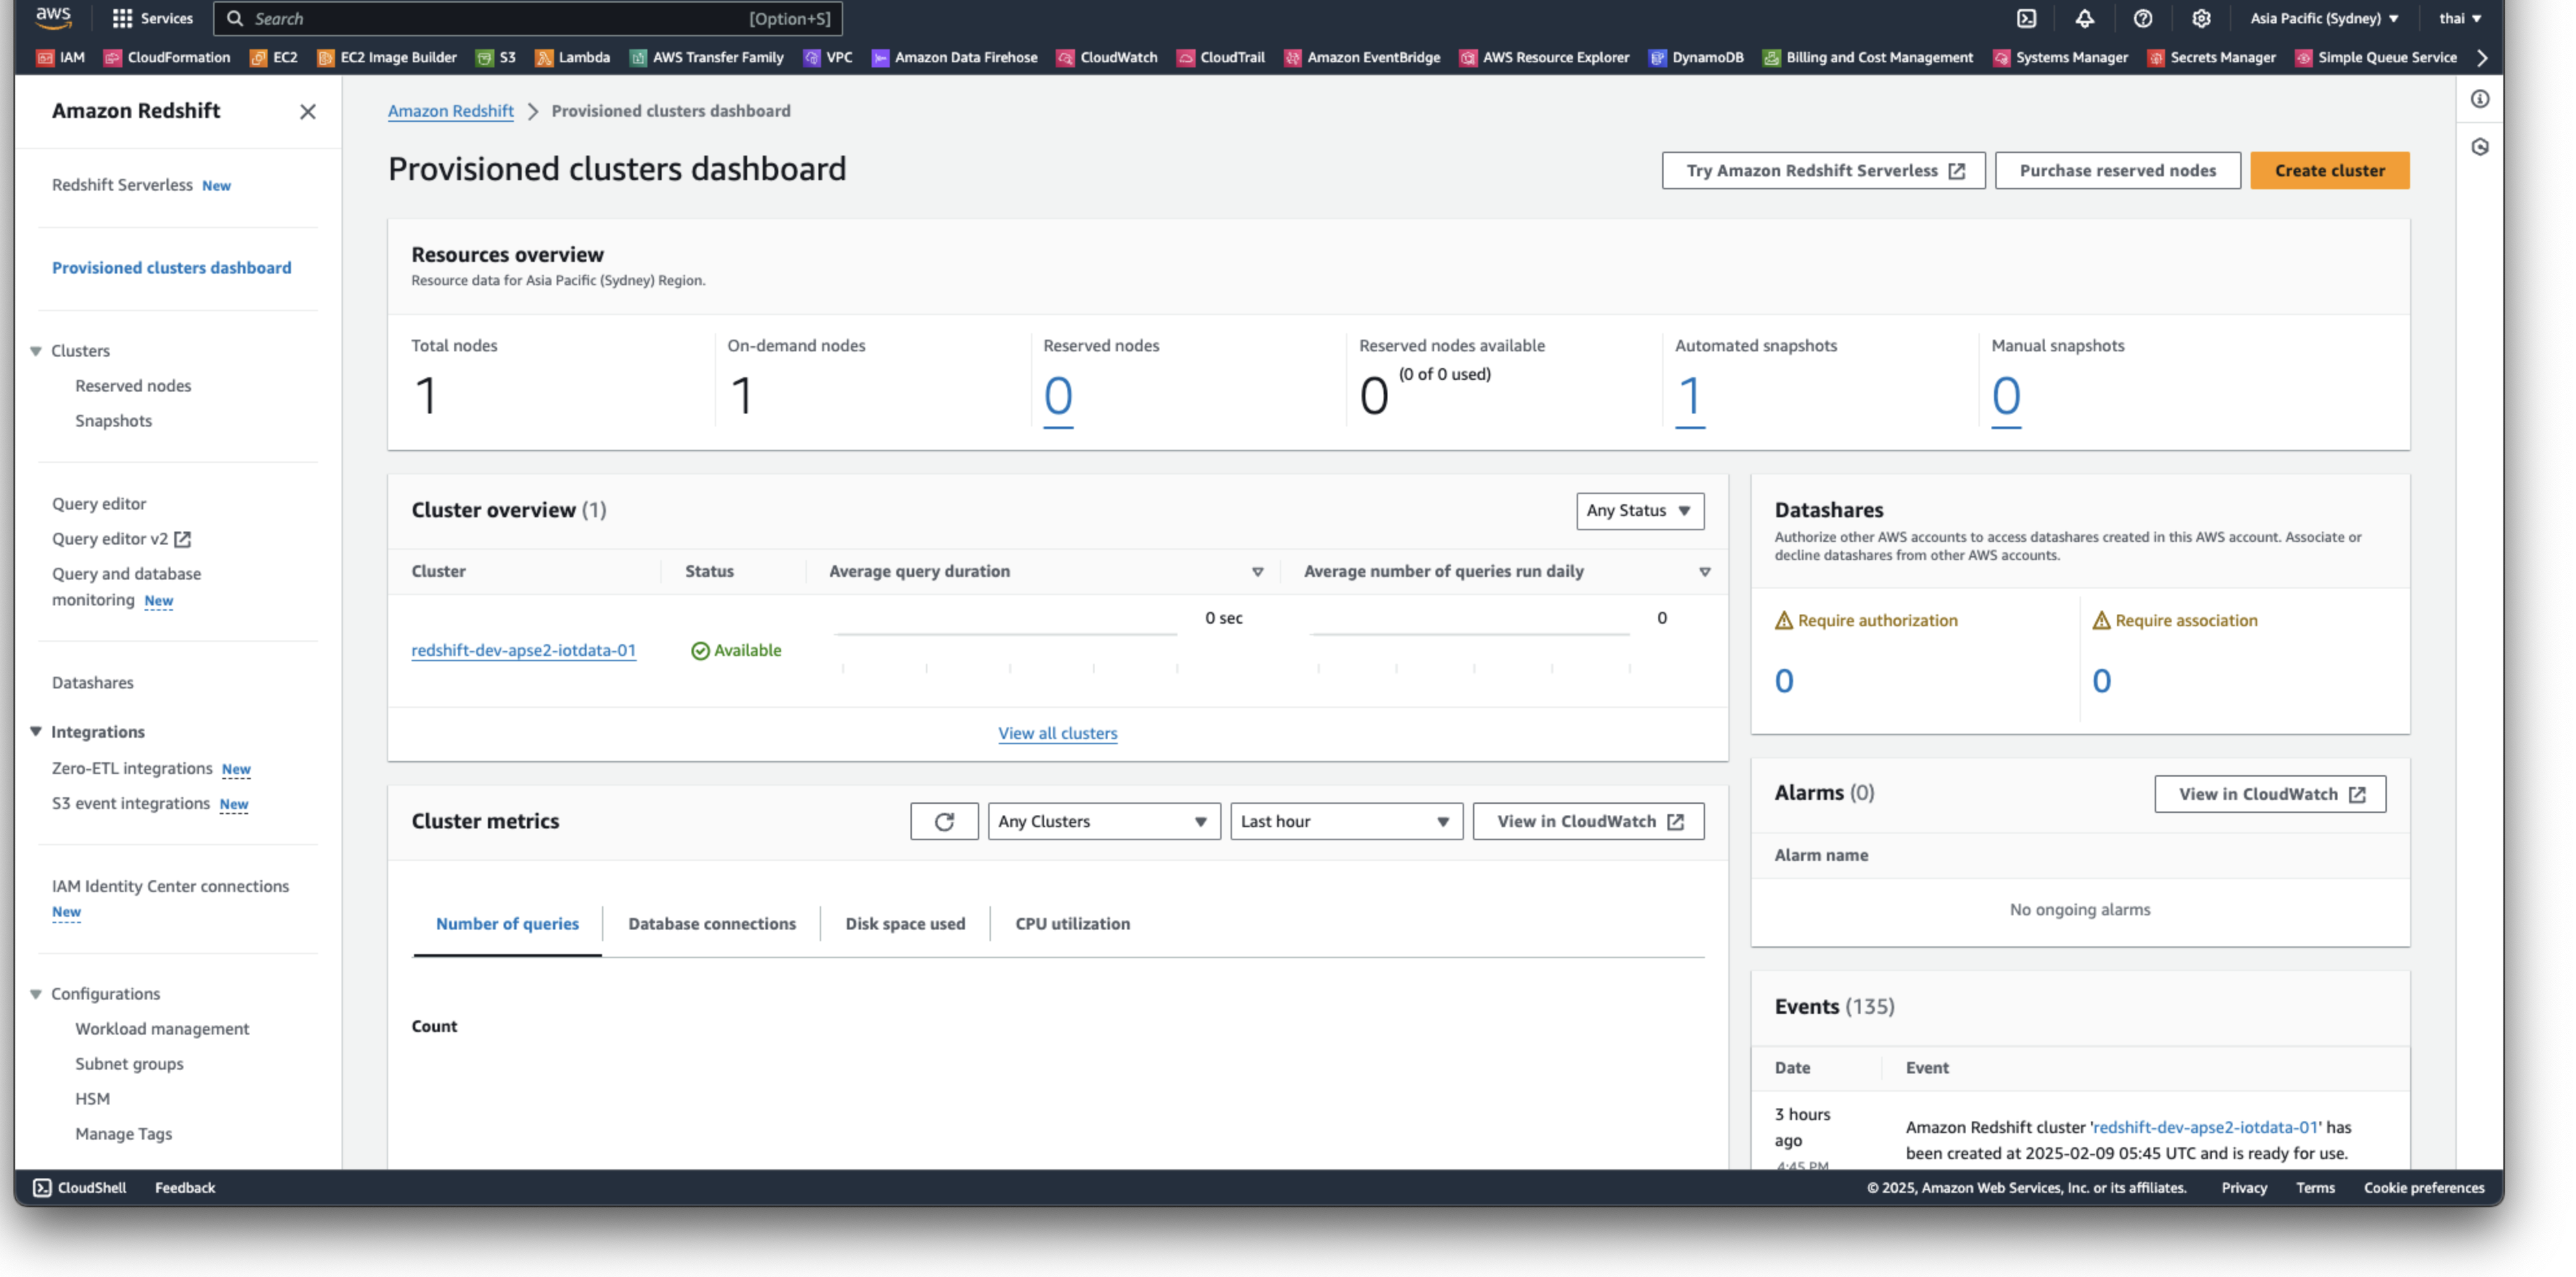 aws
Services
Search
[Option+S]
Asia Pacific (Sydney)
thai
IAM
CloudFormation
EC2
EC2 Image Builder
S3
Lambda
AWS Transfer Family
VPC
Amazon Data Firehose
CloudWatch
CloudTrail
Amazon EventBridge
AWS Resource Explorer
DynamoDB
Billing and Cost Management
Systems Manager
Secrets Manager
Simple Queue Service
Amazon Redshift
Redshift Serverless New
Provisioned clusters dashboard
Clusters
Reserved nodes
Snapshots
Query editor
Query editor v2
Query and database
monitoring New
Datashares
Integrations
Zero-ETL integrations New
S3 event integrations New
IAM Identity Center connections
New
Configurations
Workload management
Subnet groups
HSM
Manage Tags
Amazon Redshift
Provisioned clusters dashboard
Provisioned clusters dashboard
Try Amazon Redshift Serverless
Purchase reserved nodes
Create cluster
Resources overview
Resource data for Asia Pacific (Sydney) Region.
Total nodes
1
On-demand nodes
1
Reserved nodes
0
Reserved nodes available
0 (0 of 0 used)
Automated snapshots
1
Manual snapshots
0
Cluster overview (1)
Any Status
Cluster
Status
Average query duration
Average number of queries run daily
redshift-dev-apse2-iotdata-01
Available
0 sec
0
View all clusters
Cluster metrics
Any Clusters
Last hour
View in CloudWatch
Number of queries
Database connections
Disk space used
CPU utilization
Count
Datashares
Authorize other AWS accounts to access datashares created in this AWS account. Associate or
decline datashares from other AWS accounts.
Require authorization
0
Require association
0
Alarms (0)
View in CloudWatch
Alarm name
No ongoing alarms
Events (135)
Date
Event
3 hours
ago
4:45 PM
Amazon Redshift cluster 'redshift-dev-apse2-iotdata-01' has
been created at 2025-02-09 05:45 UTC and is ready for use.
CloudShell
Feedback
© 2025, Amazon Web Services, Inc. or its affiliates.
Privacy
Terms
Cookie preferences